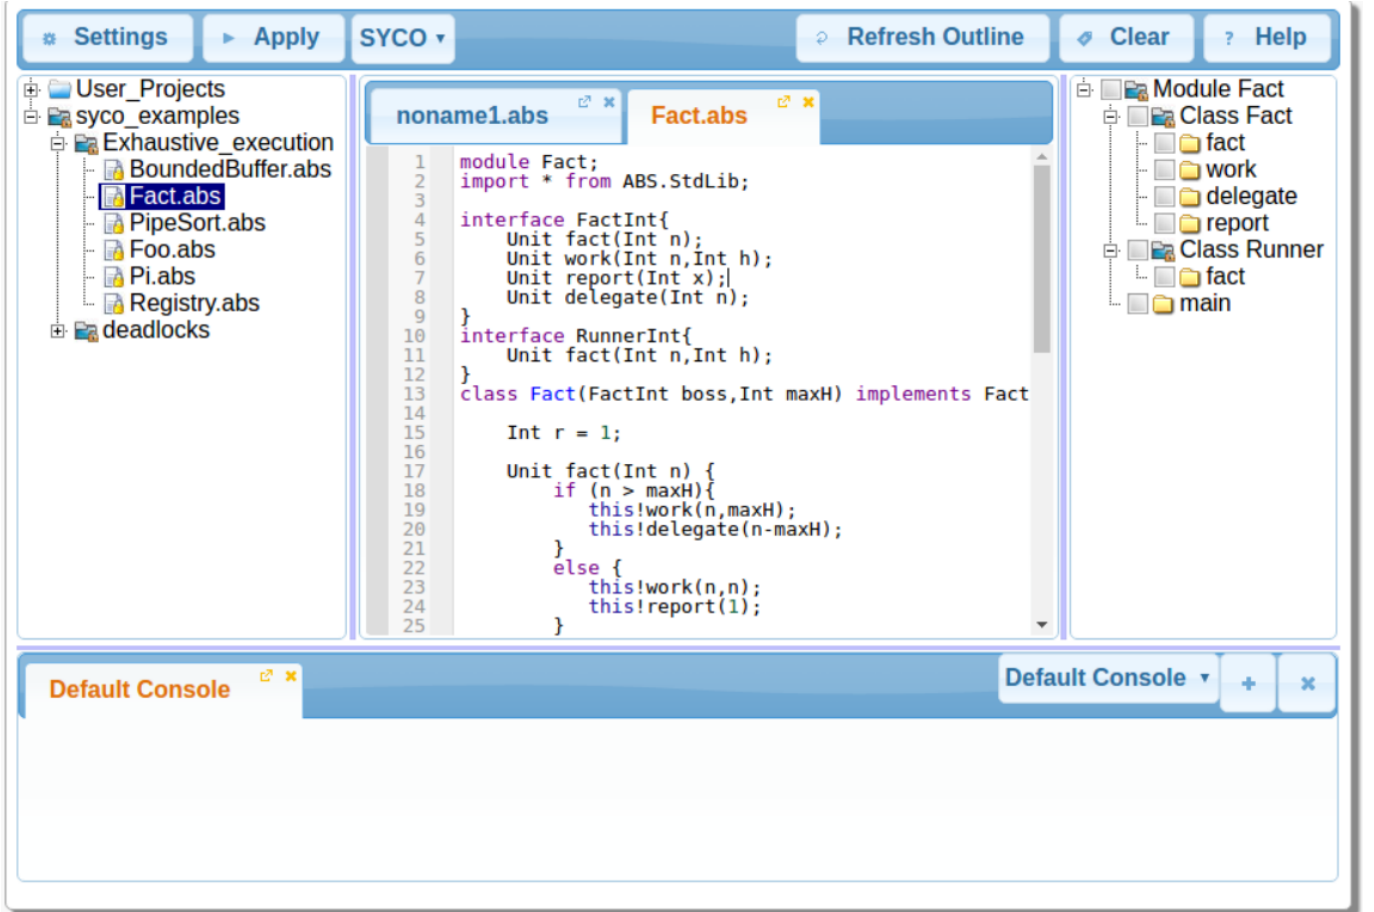 Settings Apply SYCO Refresh Outline Clear ? Help
User_Projects
syco_examples
Exhaustive_execution
BoundedBuffer.abs
Fact.abs
PipeSort.abs
Foo.abs
Pi.abs
Registry.abs
deadlocks
noname1.abs Fact.abs
1 module Fact;
2 import * from ABS.StdLib;
3
4 interface FactInt{
5 Unit fact(Int n);
6 Unit work(Int n,Int h);
7 Unit report(Int x);
8 Unit delegate(Int n);
9 }
10 interface RunnerInt{
11 Unit fact(Int n,Int h);
12 }
13 class Fact(FactInt boss,Int maxH) implements Fact
14
15 Int r = 1;
16
17 Unit fact(Int n) {
18 if (n > maxH){
19 this!work(n,maxH);
20 this!delegate(n-maxH);
21 }
22 else {
23 this!work(n,n);
24 this!report(1);
25 }
Module Fact
Class Fact
fact
work
delegate
report
Class Runner
fact
main
Default Console Default Console